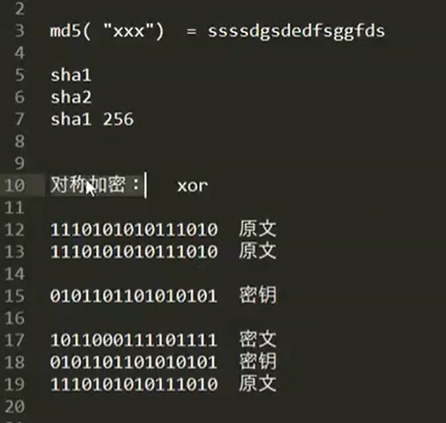 2
3 md5( "xxx") = ssssdgsdedfsggfds
4
5 sha1
6 sha2
7 sha1 256
8
9
10 对称加密： xor
11
12 1110101010111010 原文
13 1110101010111010 原文
14
15 0101101101010101 密钥
16
17 1011000111101111 密文
18 0101101101010101 密钥
19 1110101010111010 原文
20